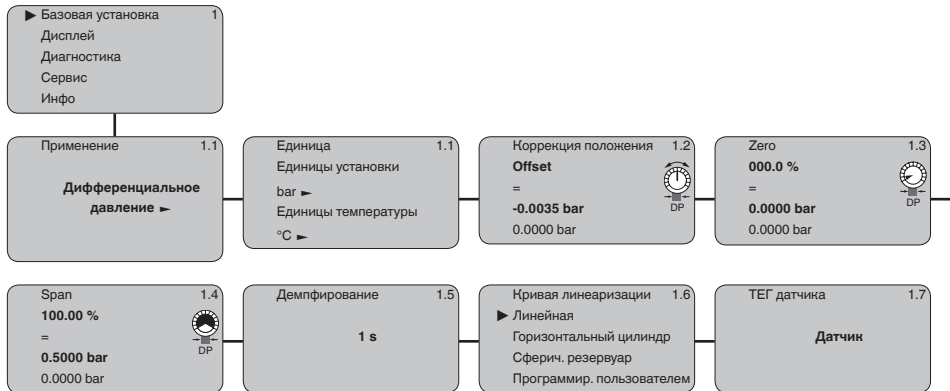 ▶ Базовая установка 1
Дисплей
Диагностика
Сервис
Инфо
Применение 1.1
Дифференциальное
давление ►
Единица 1.1
Единицы установки
bar ►
Единицы температуры
°C ►
Коррекция положения 1.2
Offset
=
-0.0035 bar
0.0000 bar
DP
Zero 1.3
000.0 %
=
0.0000 bar
0.0000 bar
DP
Span 1.4
100.00 %
=
0.5000 bar
0.0000 bar
DP
Демпфирование 1.5
1 s
Кривая линеаризации 1.6
▶ Линейная
Горизонтальный цилиндр
Сферич. резервуар
Программир. пользователем
ТЕГ датчика 1.7
Датчик